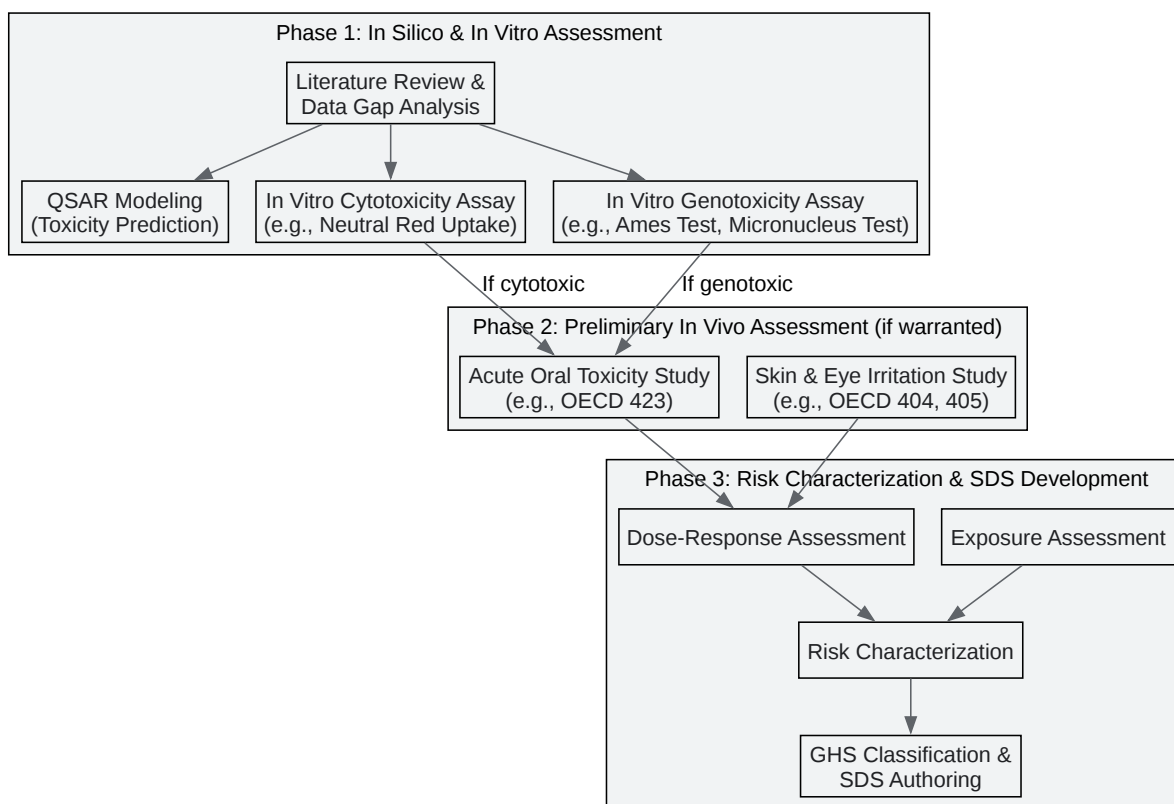 Phase 1: In Silico & In Vitro Assessment
Literature Review &
Data Gap Analysis
QSAR Modeling
(Toxicity Prediction)
In Vitro Cytotoxicity Assay
(e.g., Neutral Red Uptake)
In Vitro Genotoxicity Assay
(e.g., Ames Test, Micronucleus Test)
If cytotoxic
If genotoxic
Phase 2: Preliminary In Vivo Assessment (if warranted)
Acute Oral Toxicity Study
(e.g., OECD 423)
Skin & Eye Irritation Study
(e.g., OECD 404, 405)
Phase 3: Risk Characterization & SDS Development
Dose-Response Assessment
Exposure Assessment
Risk Characterization
GHS Classification &
SDS Authoring